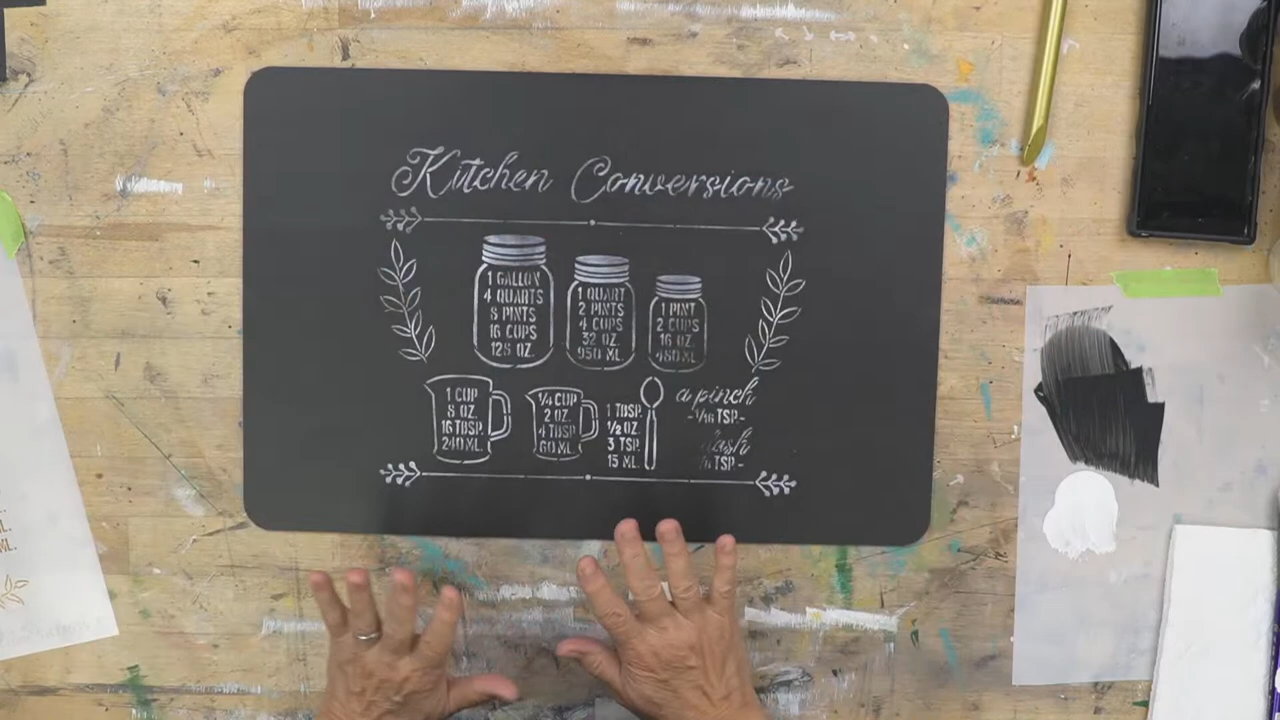 Kitchen Conversions
1 GALLON
4 QUARTS
8 PINTS
16 CUPS
128 OZ.
1 QUART
2 PINTS
4 CUPS
32 OZ.
950 ML.
1 PINT
2 CUPS
16 OZ.
480 ML.
1 CUP
8 OZ.
16 TBSP.
240 ML.
1/4 CUP
2 OZ.
4 TBSP
60 ML.
1 TBSP.
1/2 OZ.
3 TSP.
15 ML.
a pinch
-1/16 TSP.-
dash
TSP-
ML.